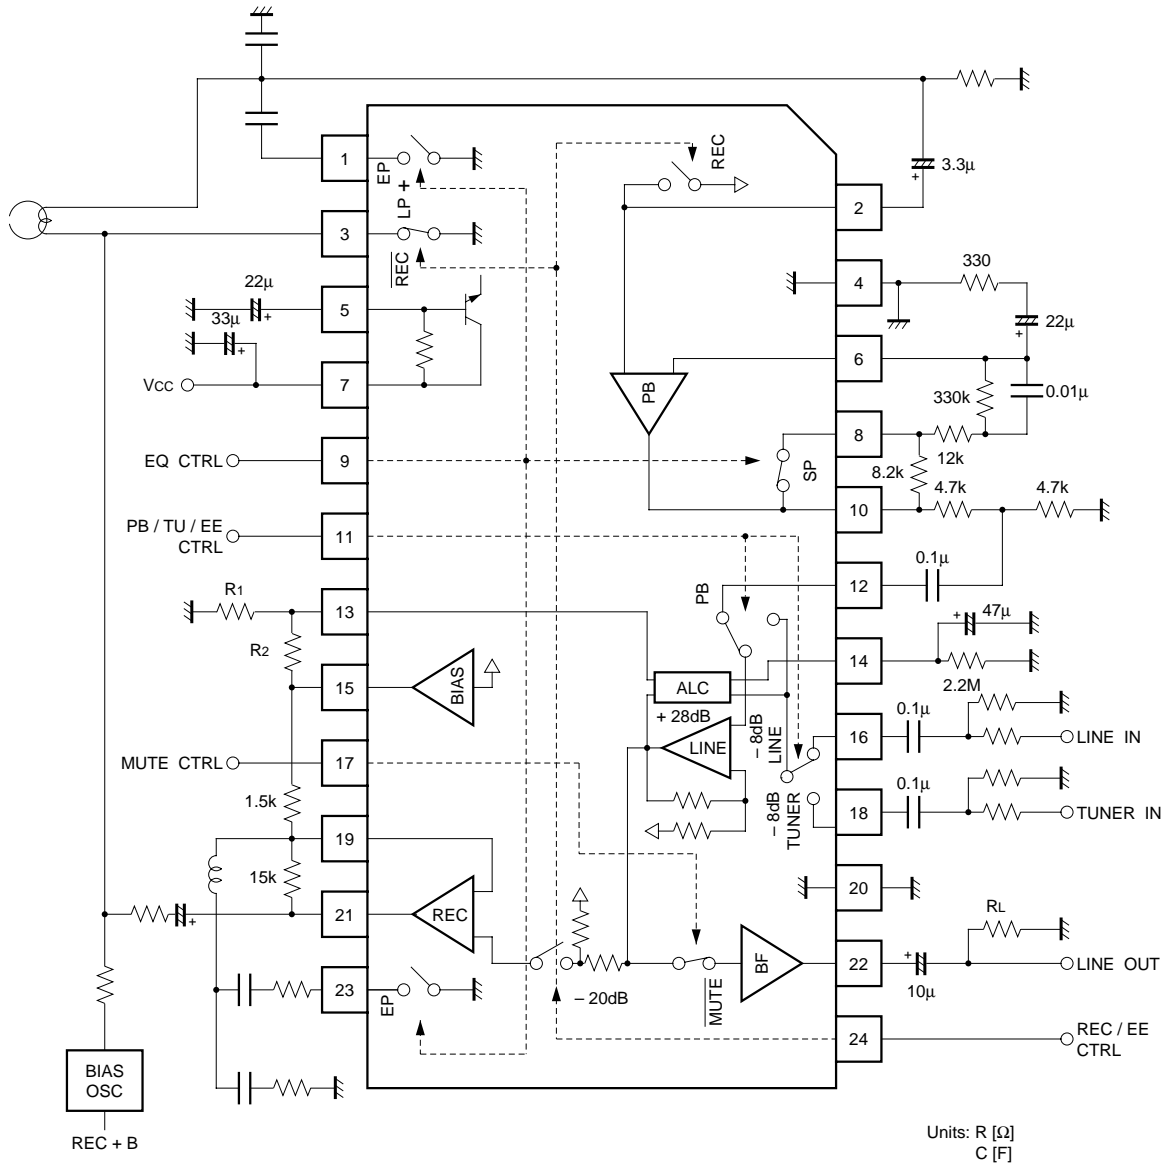 1
EP
LP +
REC
3.3µ
2
3
REC
4
330
22µ
5
22µ
33µ
6
7
VCC
PB
330k
0.01µ
8
12k
EQ CTRL
9
SP
8.2k
4.7k
4.7k
10
PB / TU / EE
CTRL
11
0.1µ
12
PB
R1
13
47µ
R2
14
2.2M
15
BIAS
ALC
+ 28dB
LINE
– 8dB
LINE
0.1µ
16
LINE IN
MUTE CTRL
17
– 8dB
TUNER
0.1µ
18
TUNER IN
1.5k
19
15k
20
21
REC
RL
BF
22
10µ
LINE OUT
23
EP
– 20dB
MUTE
24
REC / EE
CTRL
BIAS
OSC
REC + B
Units: R [Ω]
C [F]